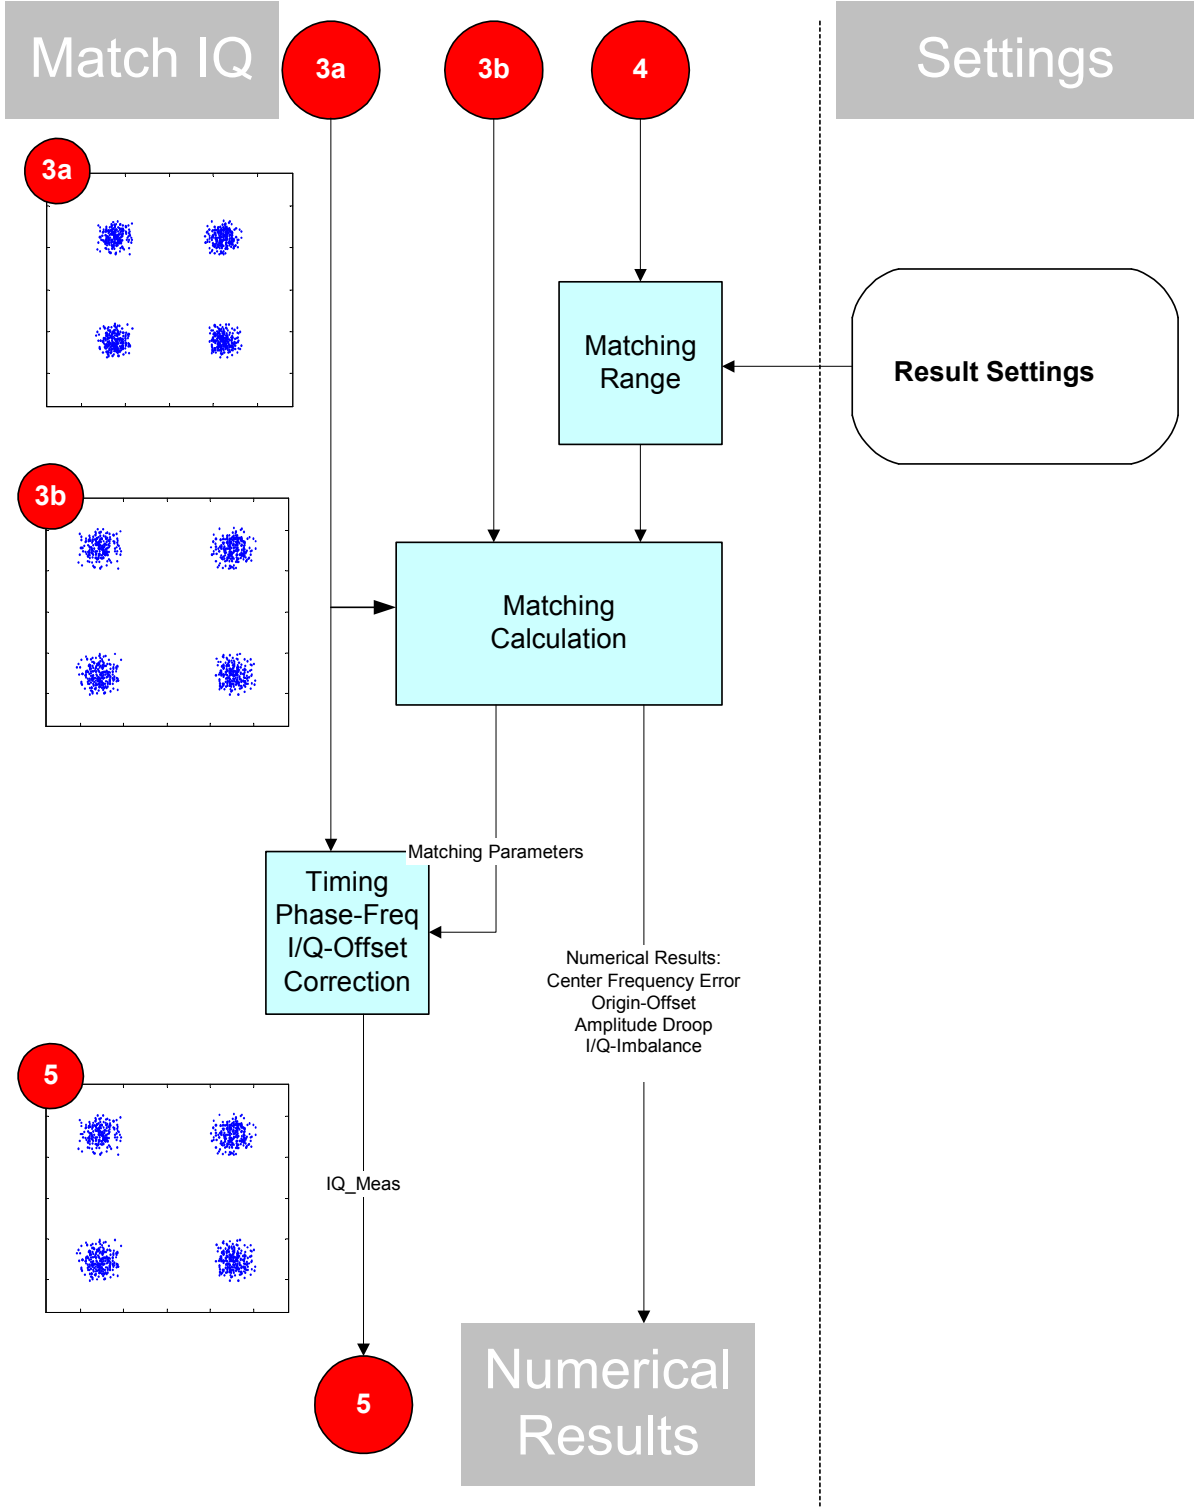 Match IQ
3a
3b
4
Settings
3a
Matching
Range
Result Settings
3b
Matching
Calculation
Matching Parameters
Timing
Phase-Freq
I/Q-Offset
Correction
Numerical Results:
Center Frequency Error
Origin-Offset
Amplitude Droop
I/Q-Imbalance
5
IQ_Meas
5
Numerical
Results